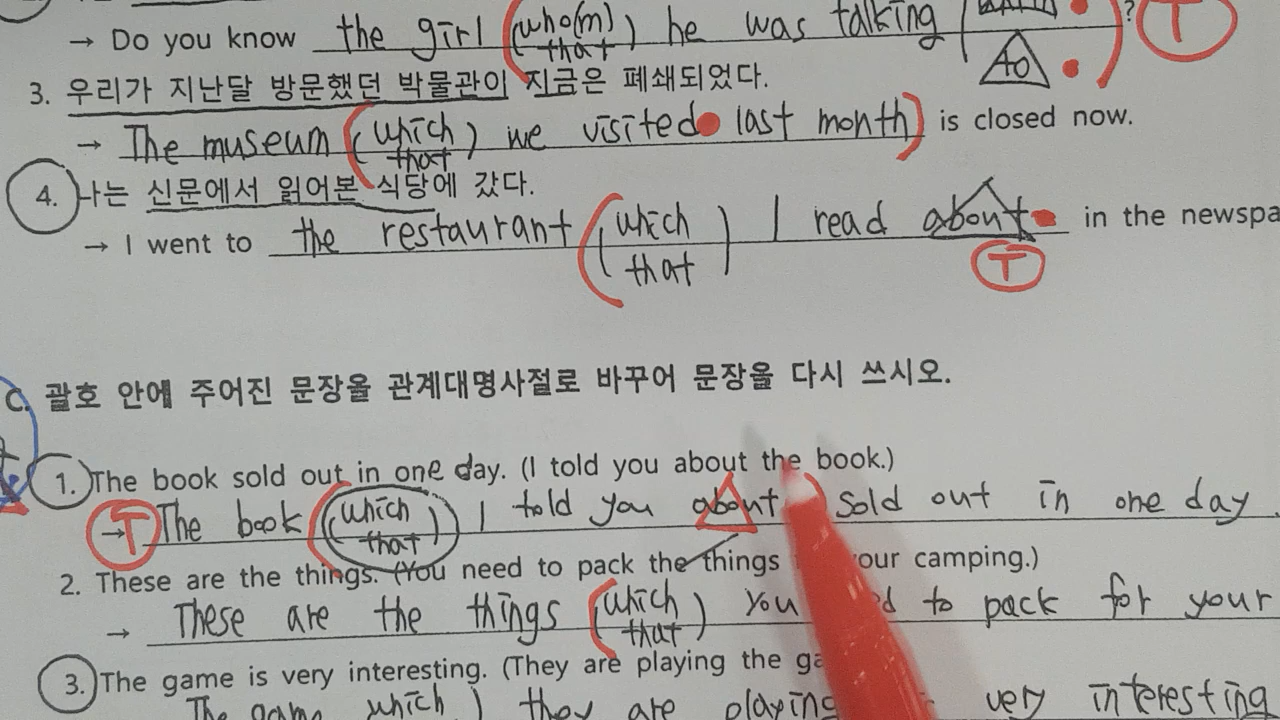 → Do you know the girl (who(m) that) he was talking ? T
to
3. 우리가 지난달 방문했던 박물관이 지금은 폐쇄되었다.
→ The museum (which that) we visited last month is closed now.
4. 나는 신문에서 읽어본 식당에 갔다.
→ I went to the restaurant (which that) I read about in the newspa
T
C. 괄호 안에 주어진 문장을 관계대명사절로 바꾸어 문장을 다시 쓰시오.
1. The book sold out in one day. (I told you about the book.)
T → The book (which that) I told you about sold out in one day.
2. These are the things. (You need to pack the things your camping.)
→ These are the things (which that) you to pack for your
3. The game is very interesting. (They are playing the ga
The game which) they are playing very interesting